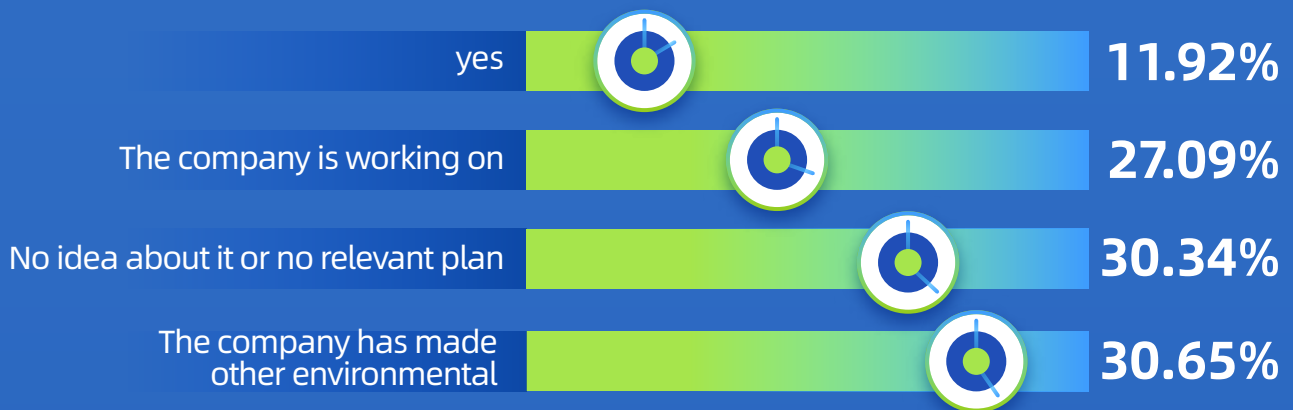 yes 11.92%
The company is working on 27.09%
No idea about it or no relevant plan 30.34%
The company has made
other environmental 30.65%